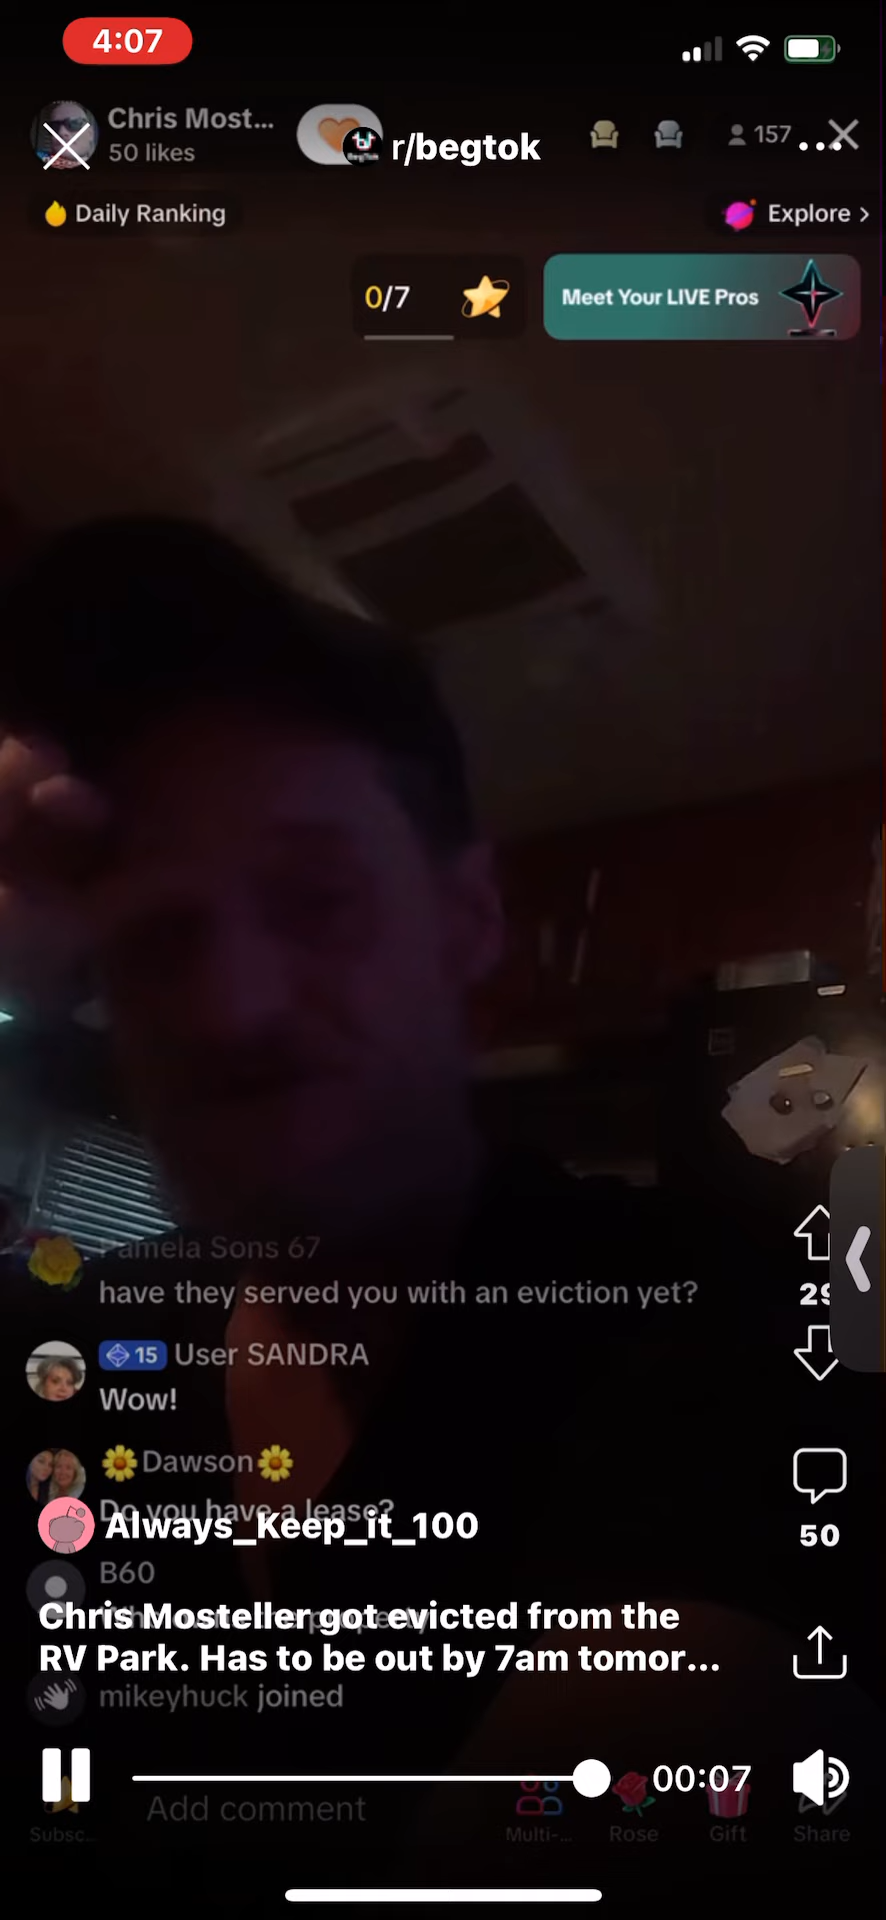 4:07
Chris Most...
50 likes
r/begtok
157
Daily Ranking
Explore >
0/7
Meet Your LIVE Pros
Pamela Sons 67
have they served you with an eviction yet?
15 User SANDRA
Wow!
29
Dawson
Do you have a lease?
Always_Keep_it_100
50
B60
Chris Mosteller got evicted from the
RV Park. Has to be out by 7am tomor...
mikeyhuck joined
00:07
Add comment
Subsc...
Multi-...
Rose
Gift
Share